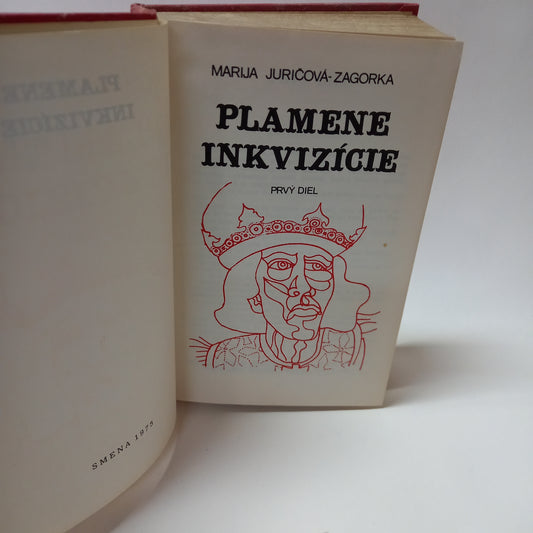 SMENA 1975
MARIJA JURIČOVÁ-ZAGORKA
PLAMENE
INKVIZÍCIE
PRVÝ DIEL